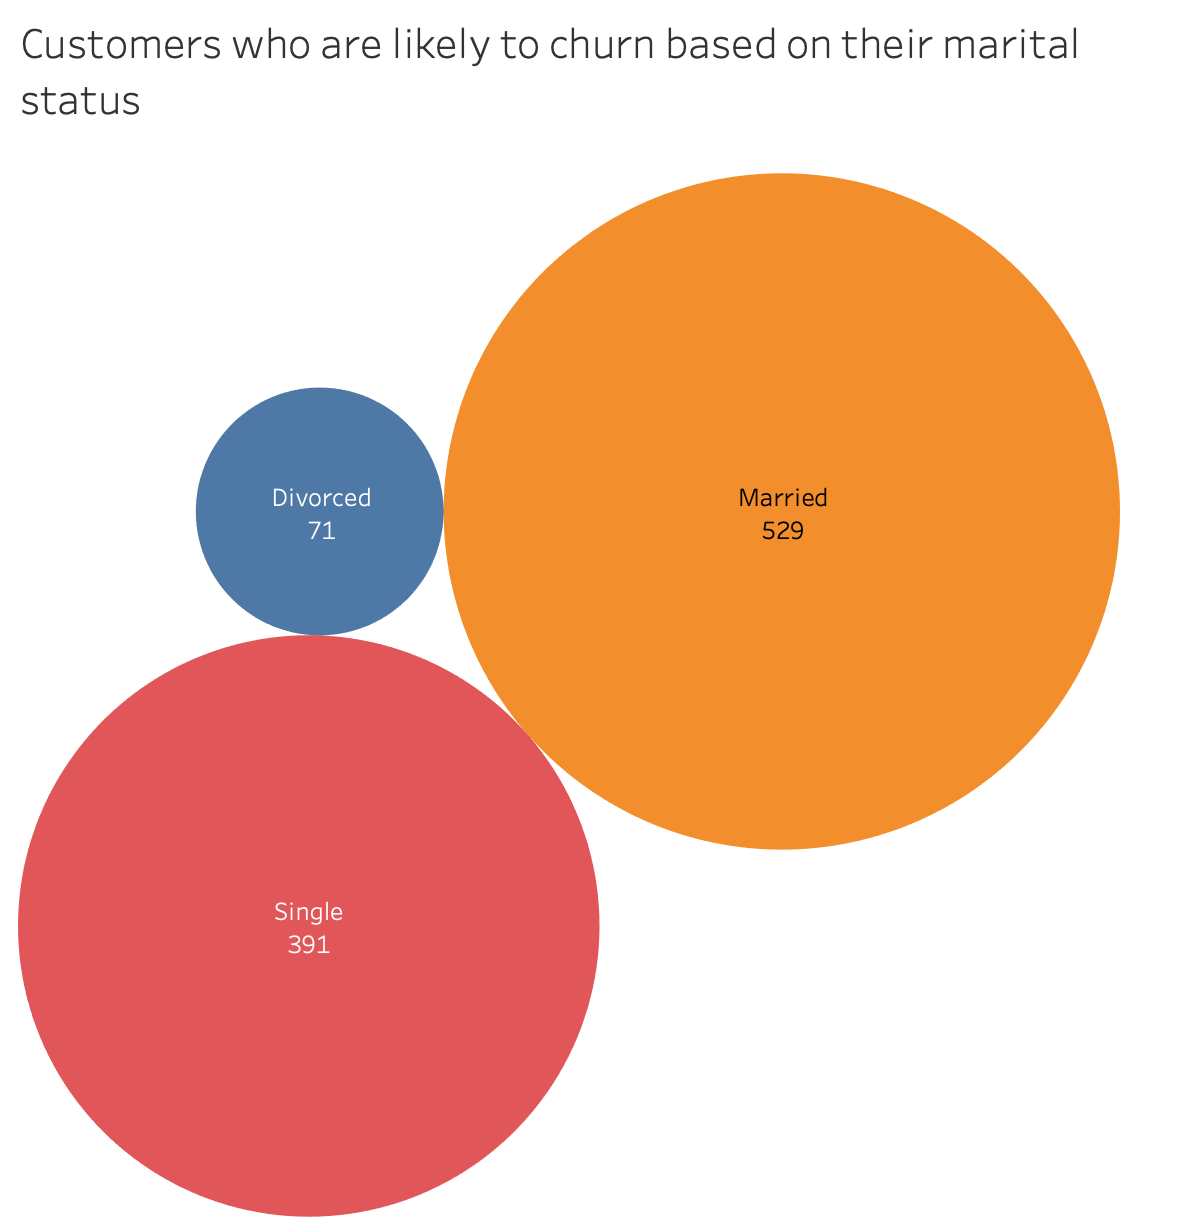 Customers who are likely to churn based on their marital
status
Divorced
71
Married
529
Single
391